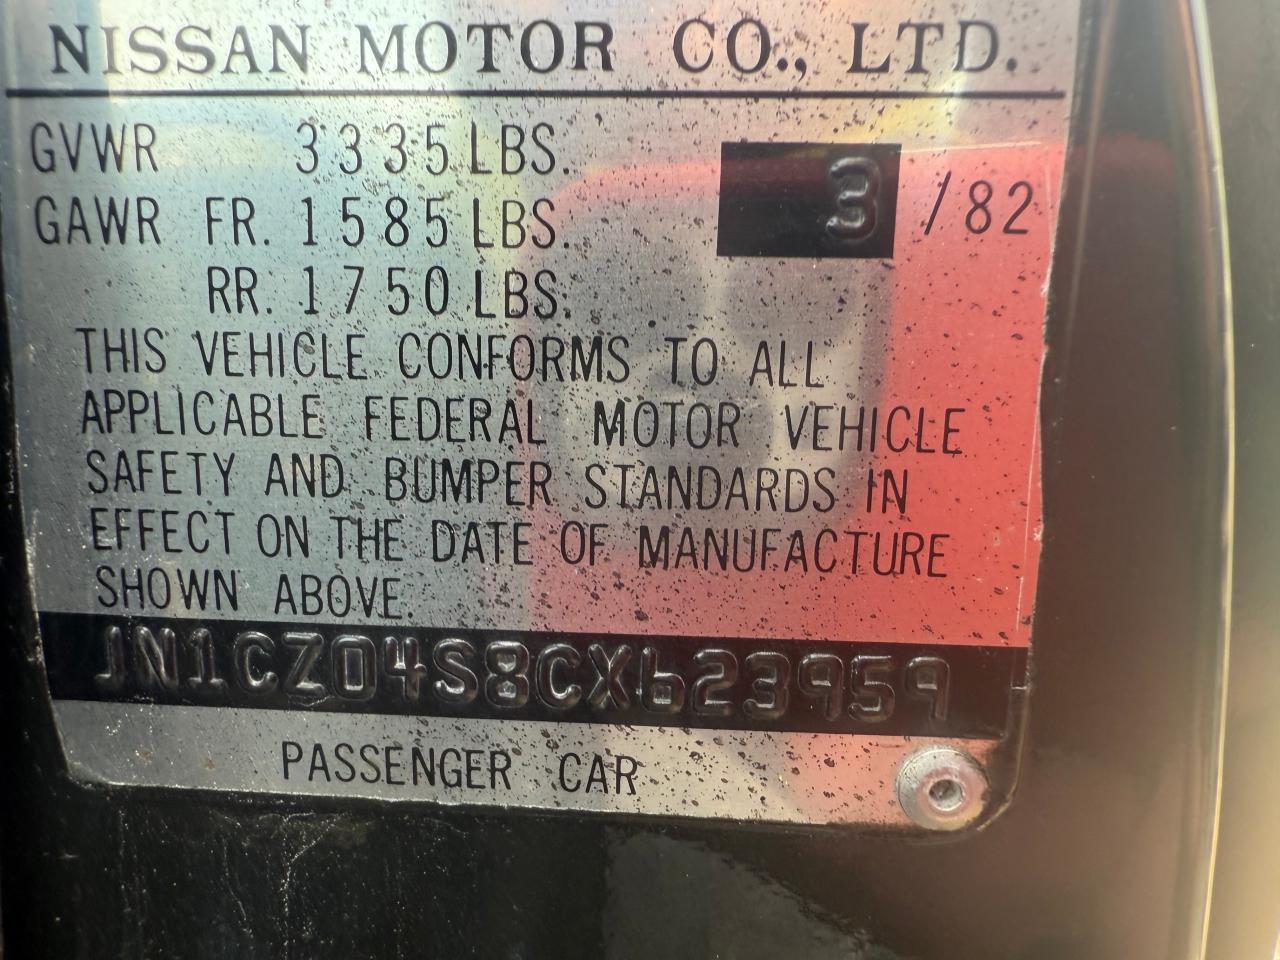 NISSAN MOTOR CO., LTD.
GVWR 3335 LBS. 3 /82
GAWR FR. 1585 LBS.
RR. 1750 LBS.
THIS VEHICLE CONFORMS TO ALL
APPLICABLE FEDERAL MOTOR VEHICLE
SAFETY AND BUMPER STANDARDS IN
EFFECT ON THE DATE OF MANUFACTURE
SHOWN ABOVE.
JN1CZ04S8CX623959
PASSENGER CAR